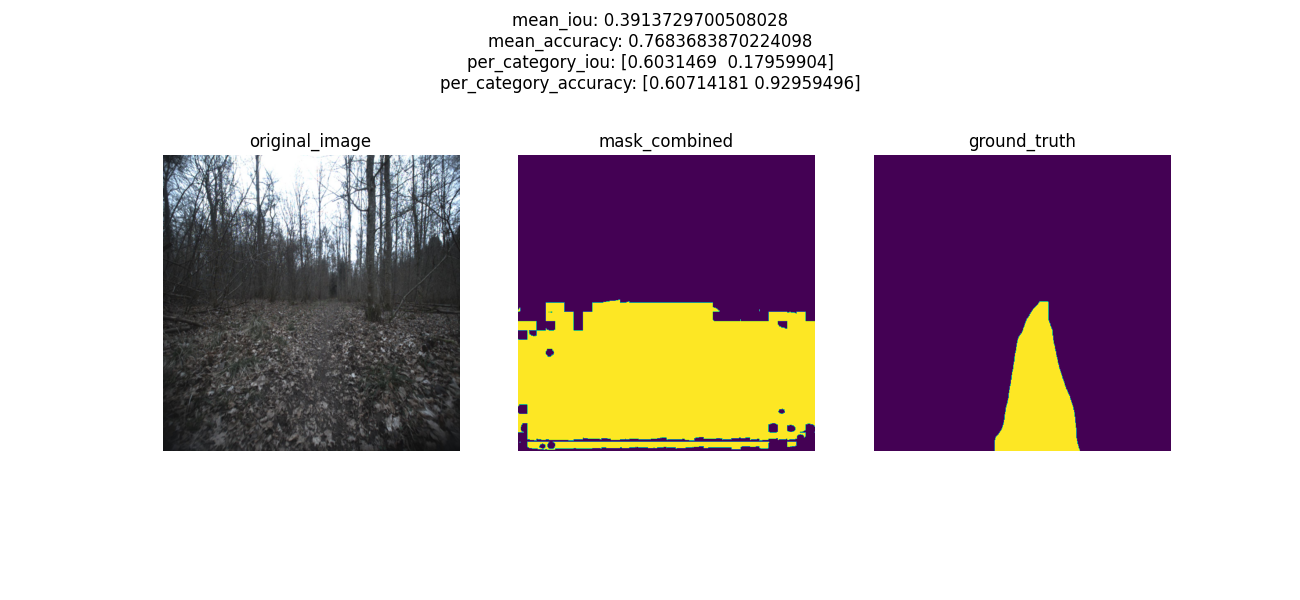 mean_iou: 0.3913729700508028
mean_accuracy: 0.7683683870224098
per_category_iou: [0.6031469  0.17959904]
per_category_accuracy: [0.60714181 0.92959496]
original_image
mask_combined
ground_truth